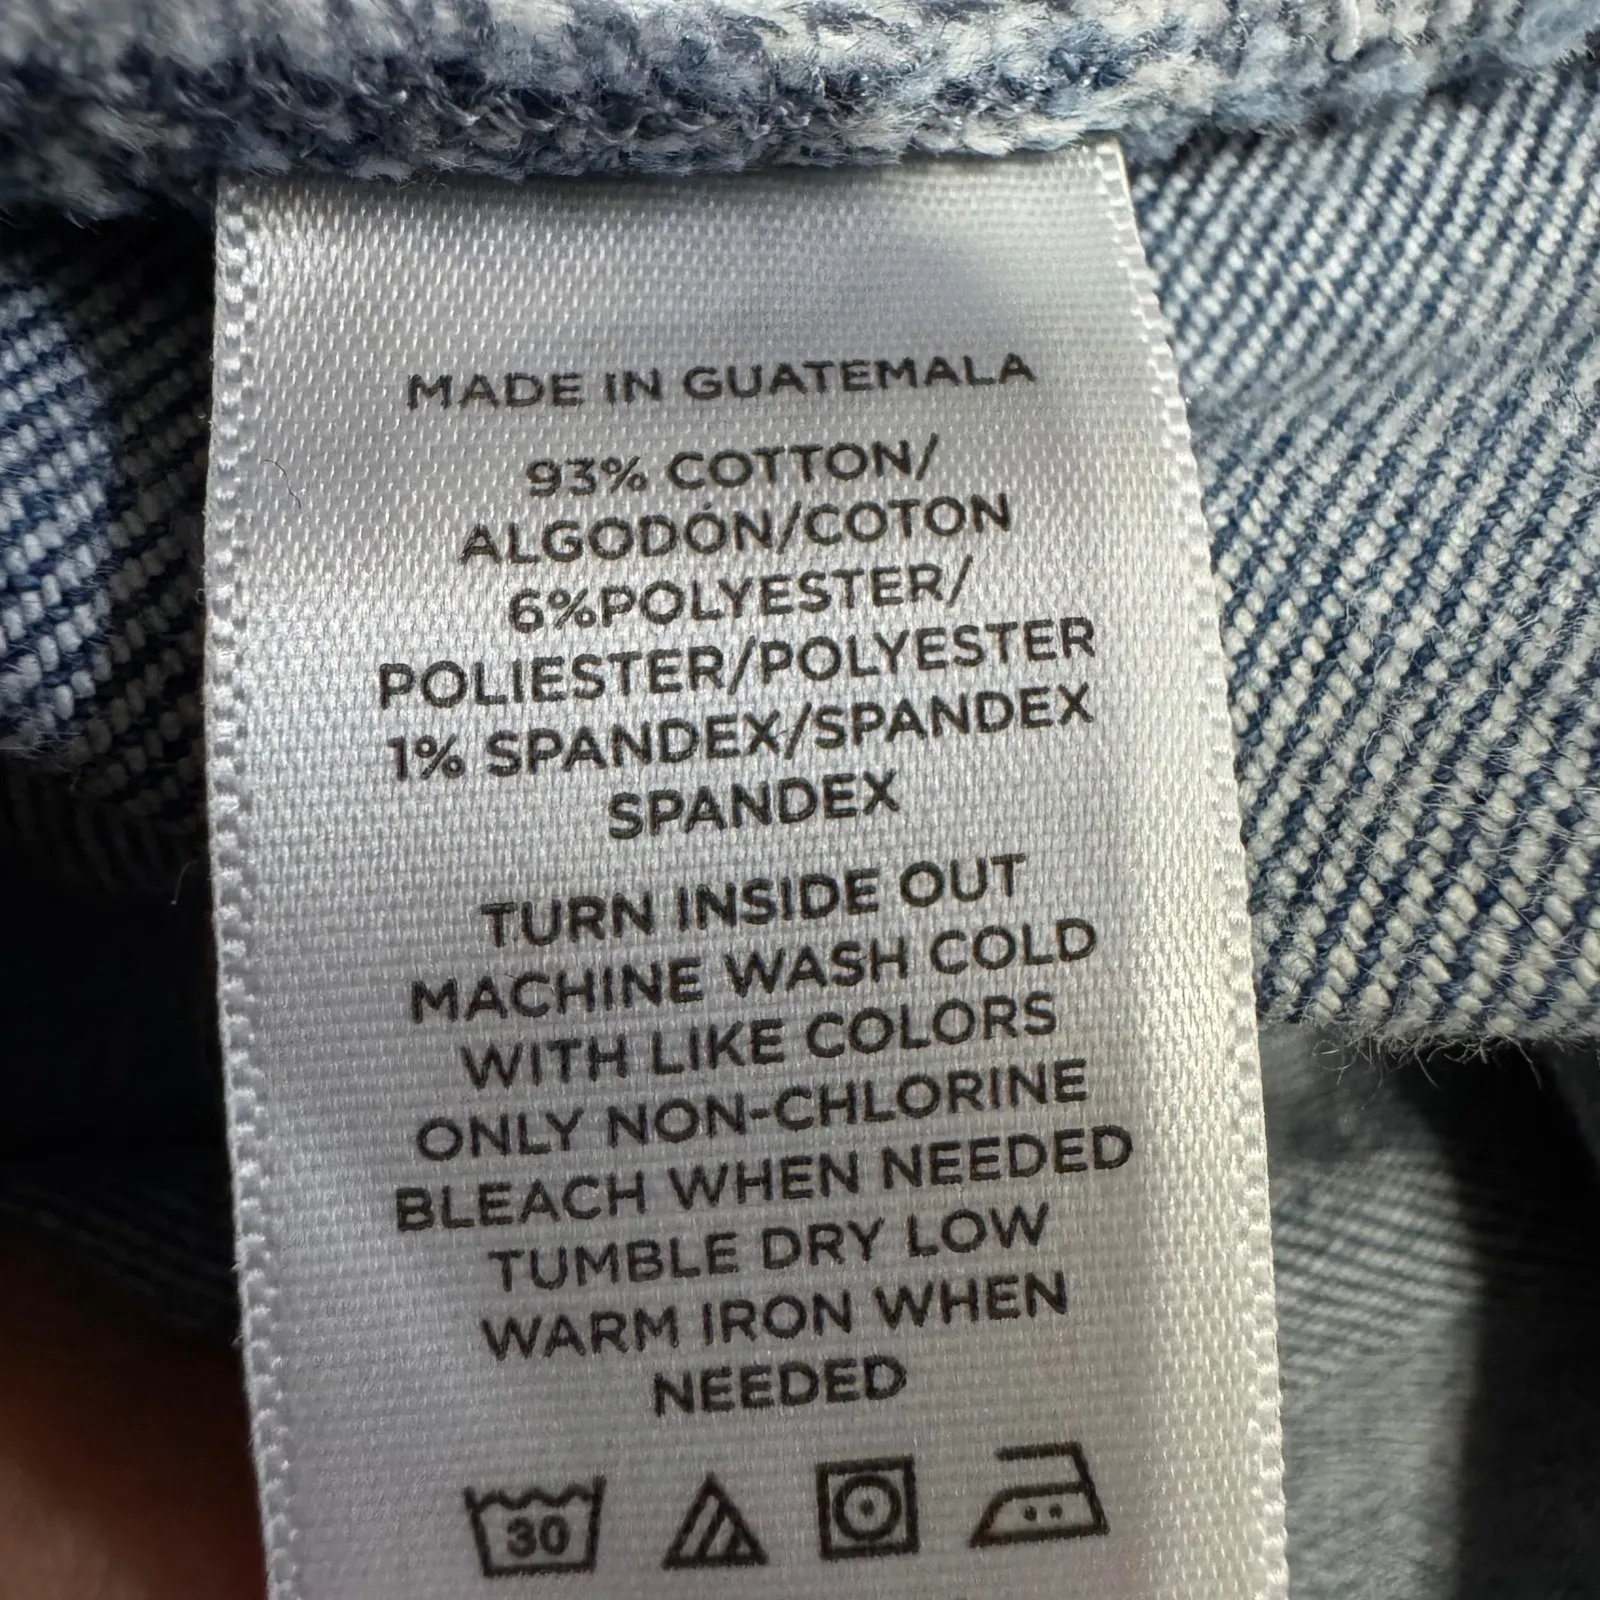 MADE IN GUATEMALA
93% COTTON/
ALGODÓN/COTON
6%POLYESTER/
POLIESTER/POLYESTER
1% SPANDEX/SPANDEX
SPANDEX
TURN INSIDE OUT
MACHINE WASH COLD
WITH LIKE COLORS
ONLY NON-CHLORINE
BLEACH WHEN NEEDED
TUMBLE DRY LOW
WARM IRON WHEN
NEEDED
30